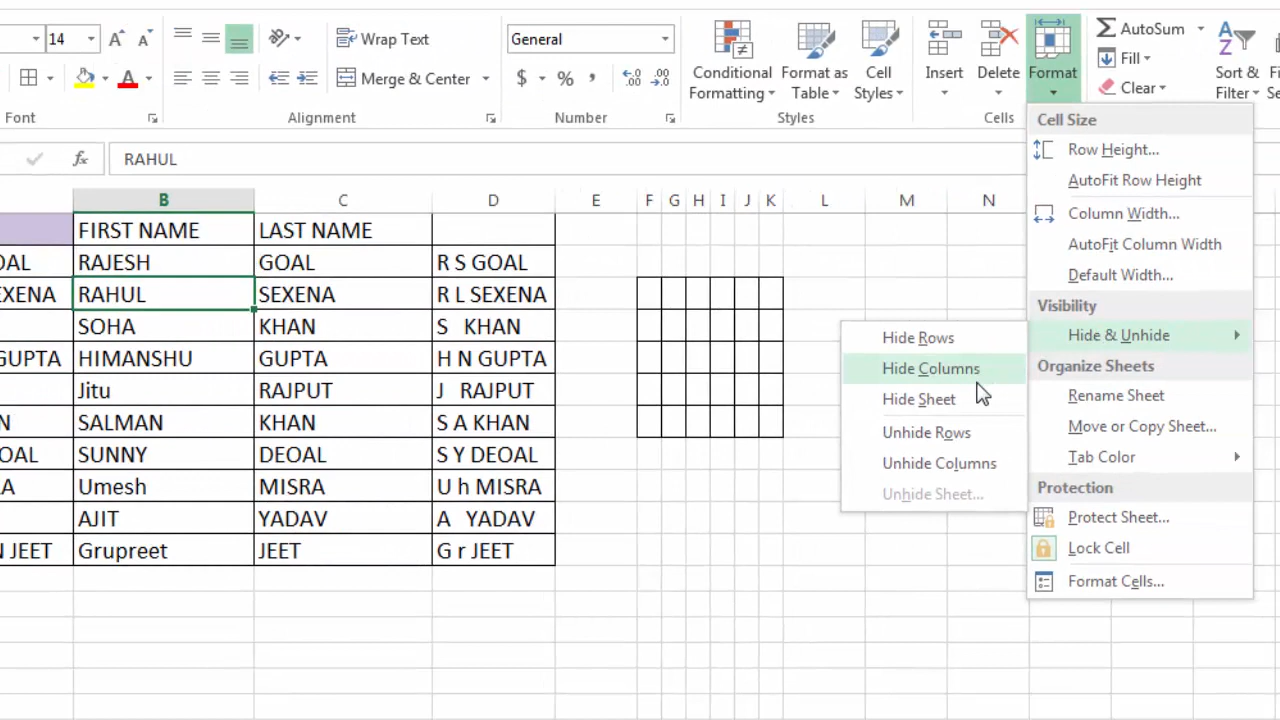 14 A A Wrap Text General AutoSum
A Merge & Center $ % , .0 .00 .00 .0 Conditional Formatting Format as Table Cell Styles Insert Delete Format Fill Clear A Z Sort & Filter
Font Alignment Number Styles Cells
fx RAHUL
B C D E F G H I J K L M N
FIRST NAME LAST NAME
OAL RAJESH GOAL R S GOAL
EXENA RAHUL SEXENA R L SEXENA
SOHA KHAN S KHAN
GUPTA HIMANSHU GUPTA H N GUPTA
Jitu RAJPUT J RAJPUT
N SALMAN KHAN S A KHAN
OAL SUNNY DEOAL S Y DEOAL
A Umesh MISRA U h MISRA
AJIT YADAV A YADAV
N JEET Grupreet JEET G r JEET
Cell Size
Row Height...
AutoFit Row Height
Column Width...
AutoFit Column Width
Default Width...
Visibility
Hide & Unhide
Organize Sheets
Rename Sheet
Move or Copy Sheet...
Tab Color
Protection
Protect Sheet...
Lock Cell
Format Cells...
Hide Rows
Hide Columns
Hide Sheet
Unhide Rows
Unhide Columns
Unhide Sheet...